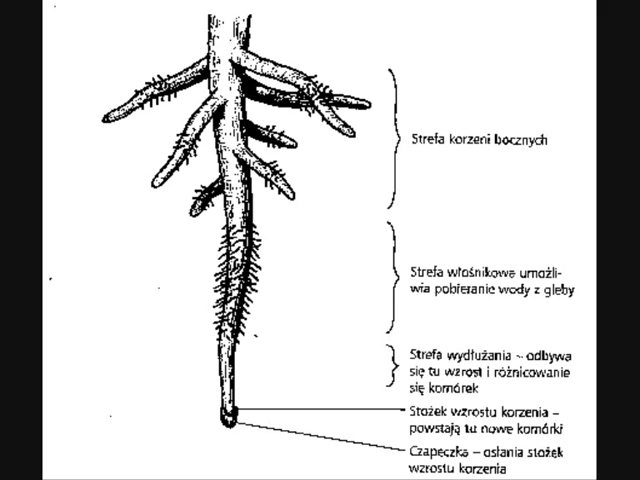 Strefa korzeni bocznych
Strefa włośnikowa umożli-
wia pobieranie wody z gleby
Strefa wydłużania – odbywa
się tu wzrost i różnicowanie
się komórek
Stożek wzrostu korzenia –
powstają tu nowe komórki
Czapeczka – osłania stożek
wzrostu korzenia